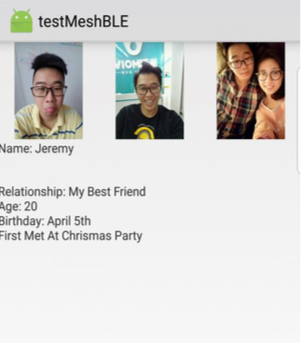 testMeshBLE
Name: Jeremy
Relationship: My Best Friend
Age: 20
Birthday: April 5th
First Met At Chrismas Party